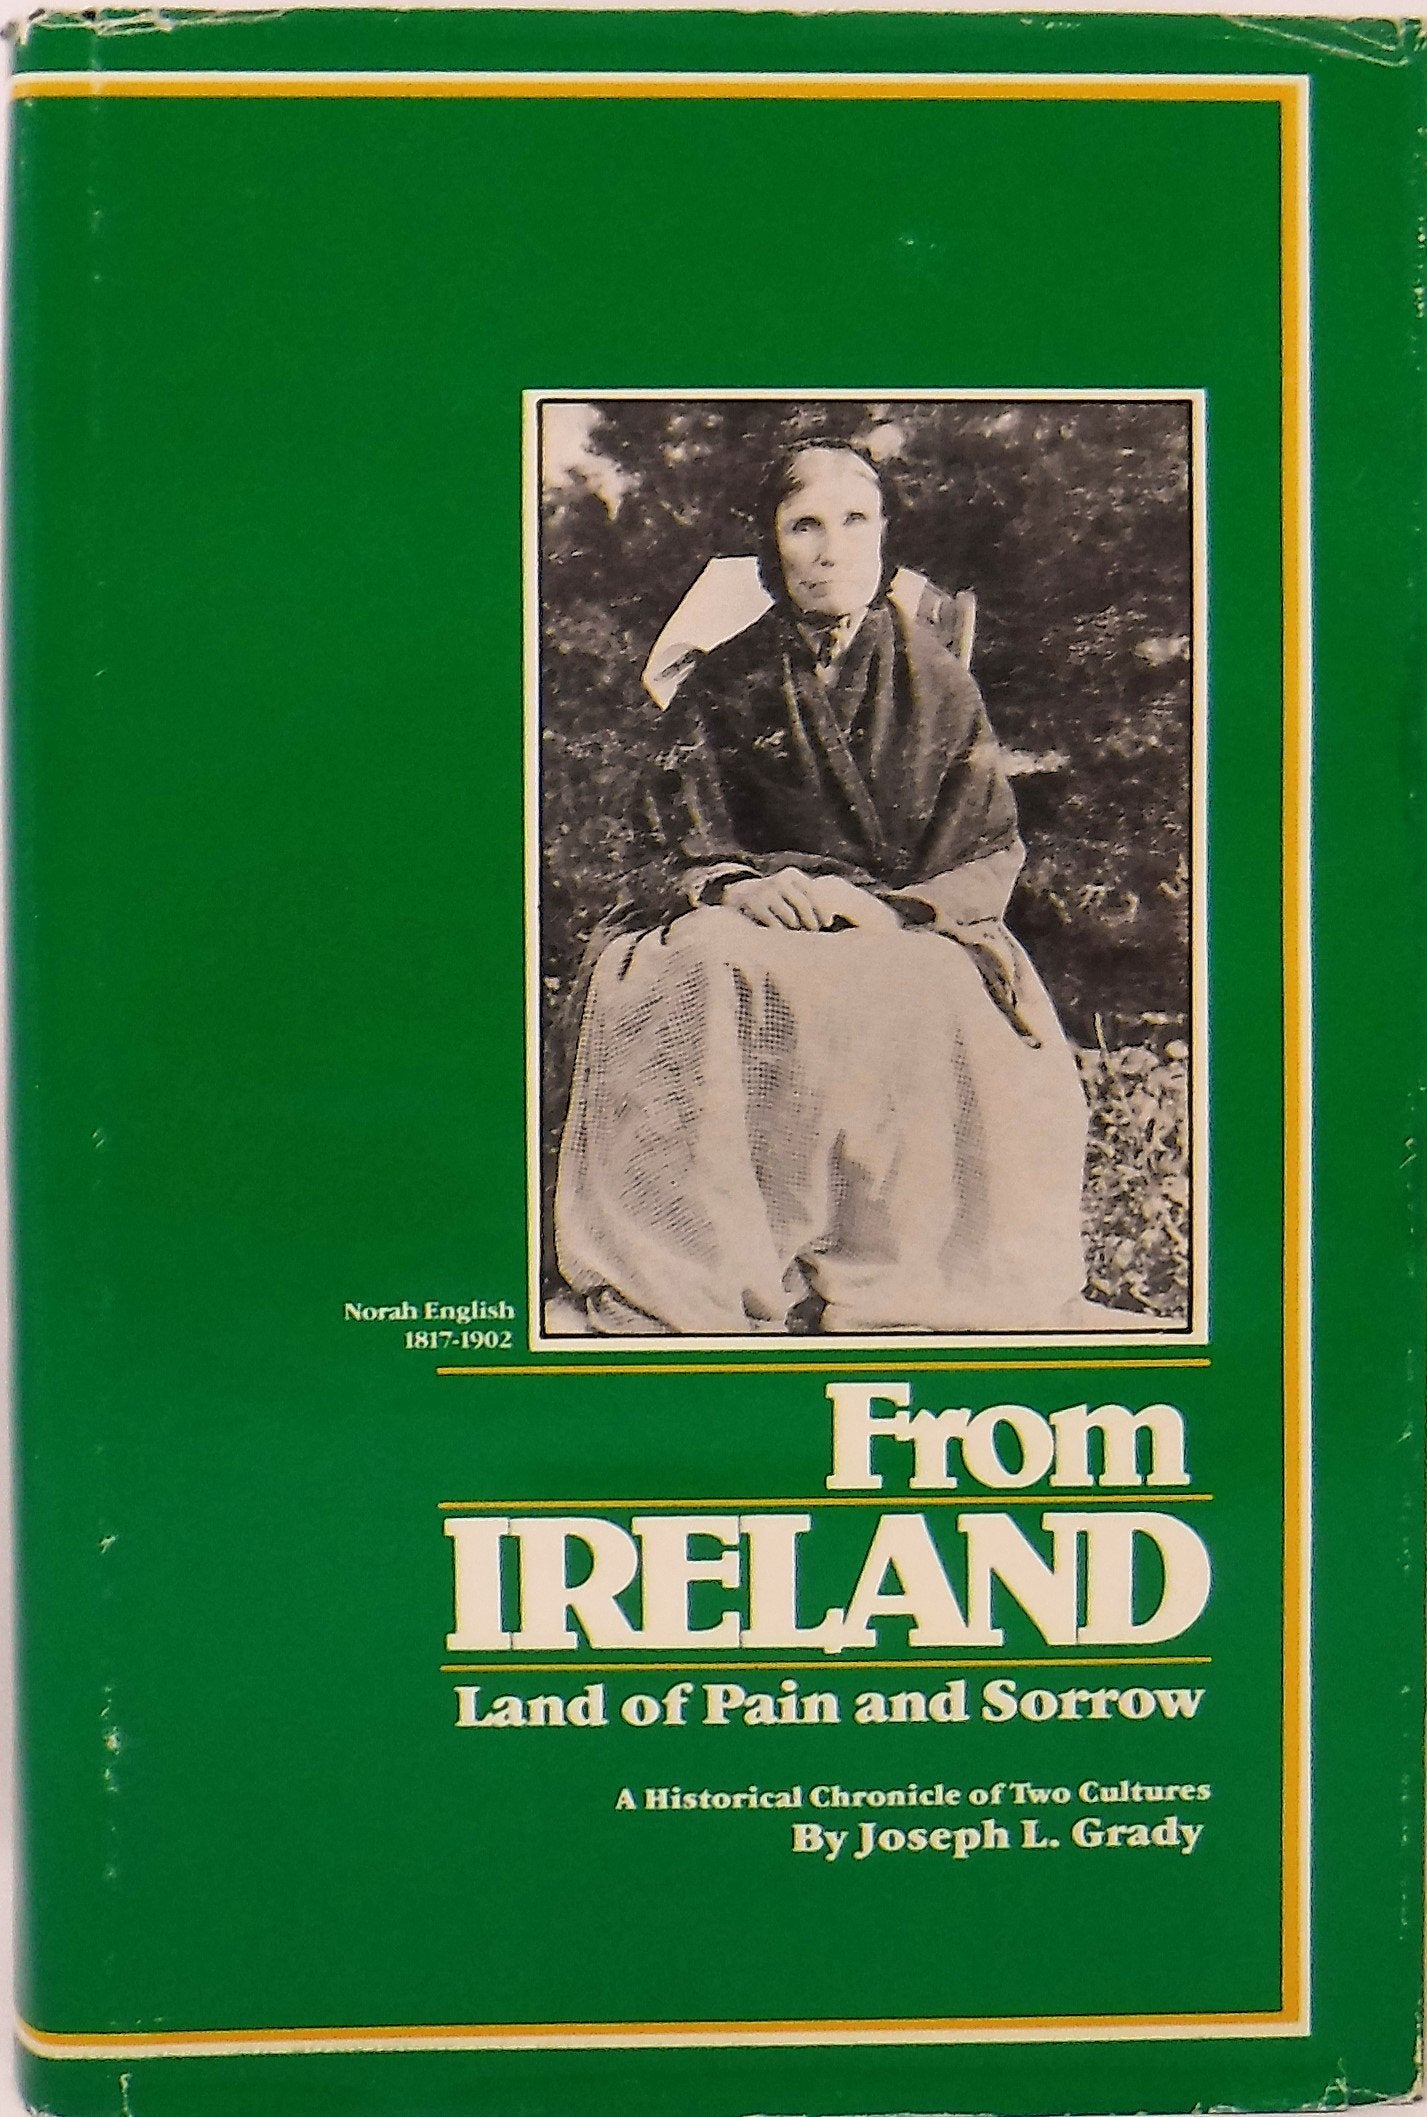 Norah English
1817-1902
From
IRELAND
Land of Pain and Sorrow
A Historical Chronicle of Two Cultures
By Joseph L. Grady